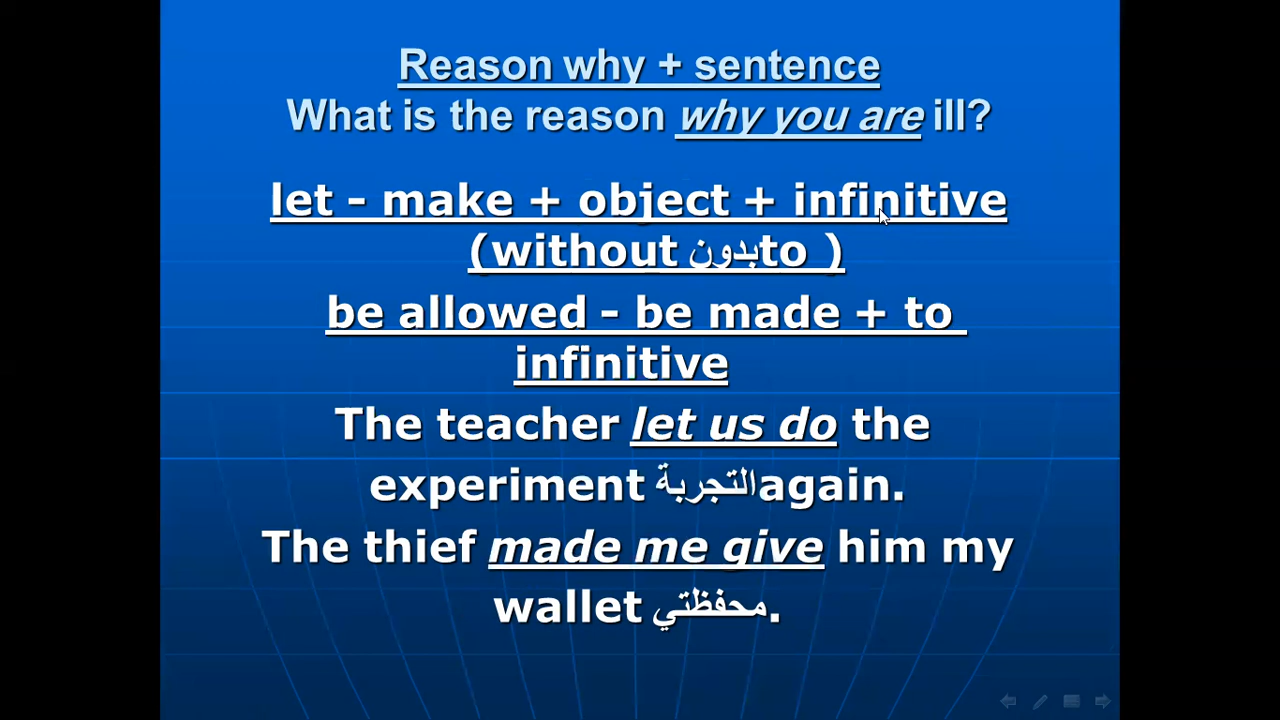 Reason why + sentence
What is the reason why you are ill?
let - make + object + infinitive
(without بدون to )
be allowed - be made + to
infinitive
The teacher let us do the
experiment التجربة again.
The thief made me give him my
wallet محفظتي.